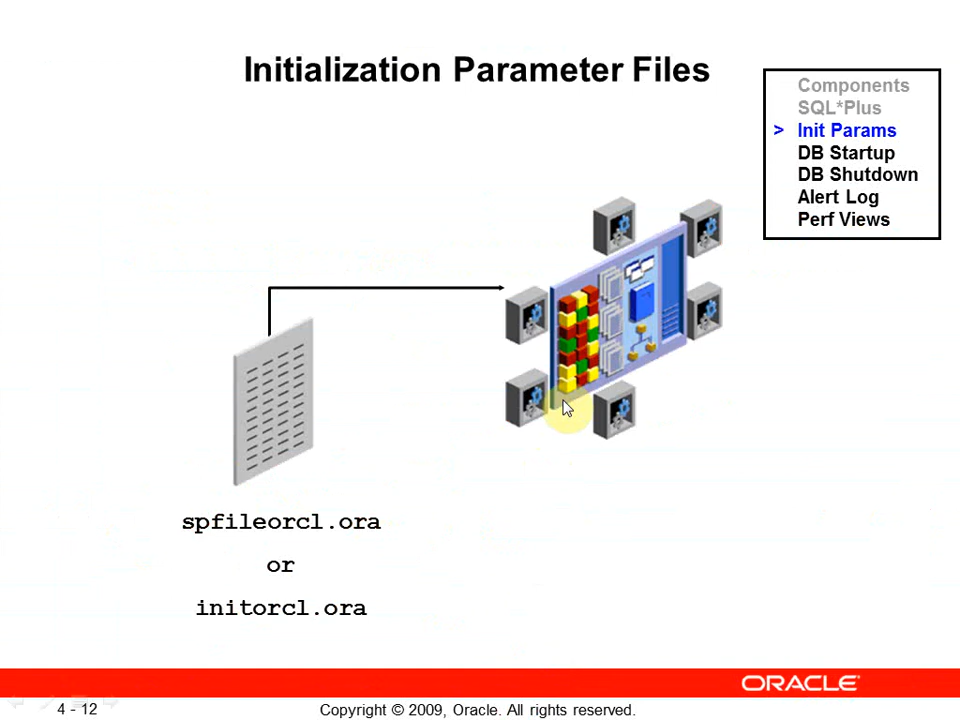 Initialization Parameter Files
Components
SQL*Plus
> Init Params
DB Startup
DB Shutdown
Alert Log
Perf Views
spfileorcl.ora
or
initorcl.ora
ORACLE
4 - 12
Copyright © 2009, Oracle. All rights reserved.